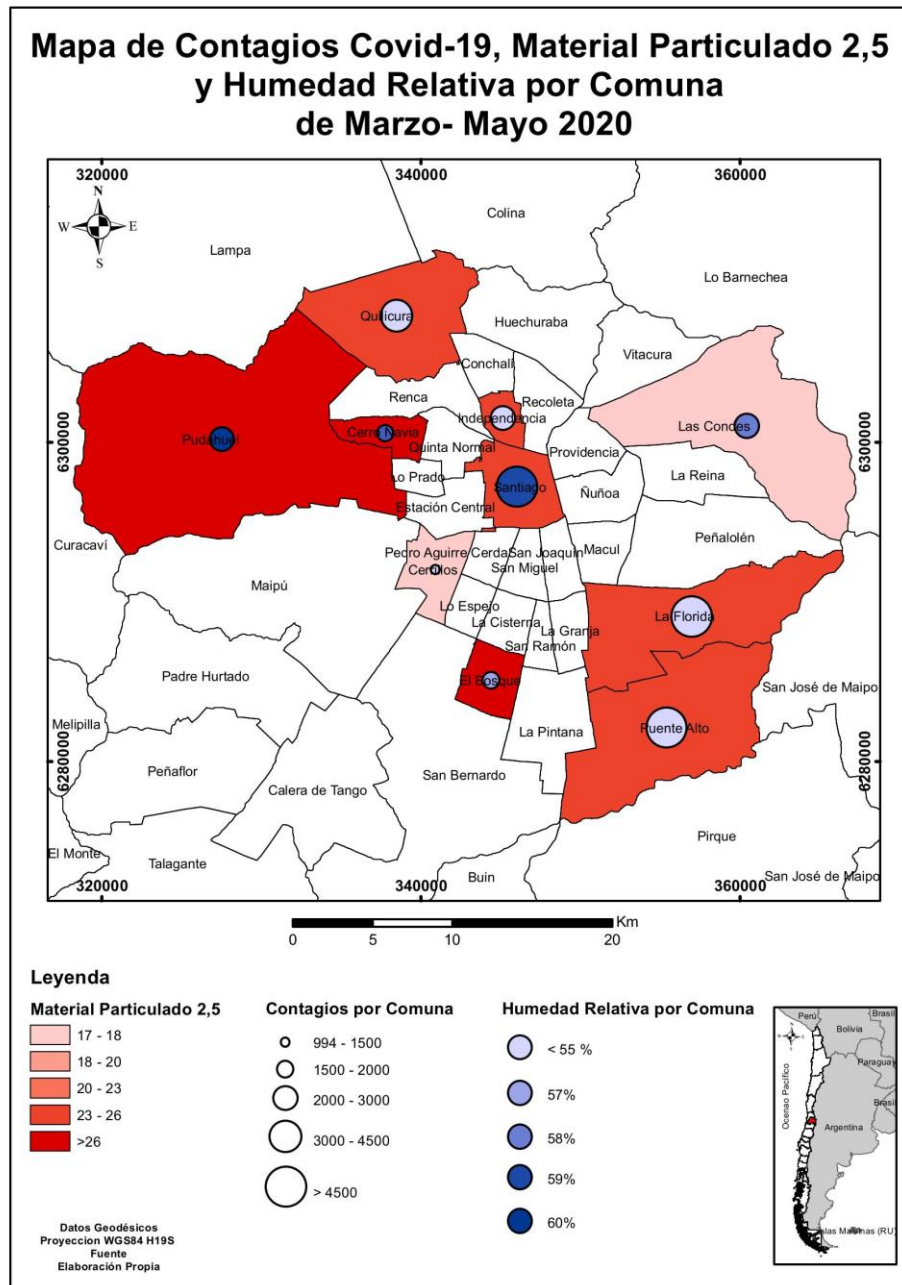 Mapa de Contagios Covid-19, Material Particulado 2,5
y Humedad Relativa por Comuna
de Marzo- Mayo 2020
320000
340000
360000
N
W
E
S
Colina
Lampa
Lo Barnechea
Quilicura
Huechuraba
Vitacura
Conchalí
Renca
Recoleta
Independencia
Las Condes
Pudahuel
Cerro Navia
Quinta Normal
Providencia
6300000
6300000
Lo Prado
La Reina
Santiago
Ñuñoa
Estación Central
Curacaví
Peñalolén
Pedro Aguirre Cerda
San Joaquín
Macul
Cerrillos
San Miguel
Maipú
Lo Espejo
La Cisterna
La Granja
La Florida
San Ramón
Padre Hurtado
El Bosque
San José de Maipo
Melipilla
La Pintana
Puente Alto
Peñaflor
San Bernardo
6280000
6280000
Calera de Tango
Pirque
El Monte
Talagante
Buin
San José de Maipo
320000
340000
360000
Km
0
5
10
20
Leyenda
Material Particulado 2,5
17 - 18
18 - 20
20 - 23
23 - 26
>26
Contagios por Comuna
994 - 1500
1500 - 2000
2000 - 3000
3000 - 4500
> 4500
Humedad Relativa por Comuna
< 55 %
57%
58%
59%
60%
Datos Geodésicos
Proyeccion WGS84 H19S
Fuente
Elaboración Propia
Perú
Brasil
Bolivia
Paraguay
Brasil
Argentina
Ocenao Pacífico
Islas Malvinas (RU)